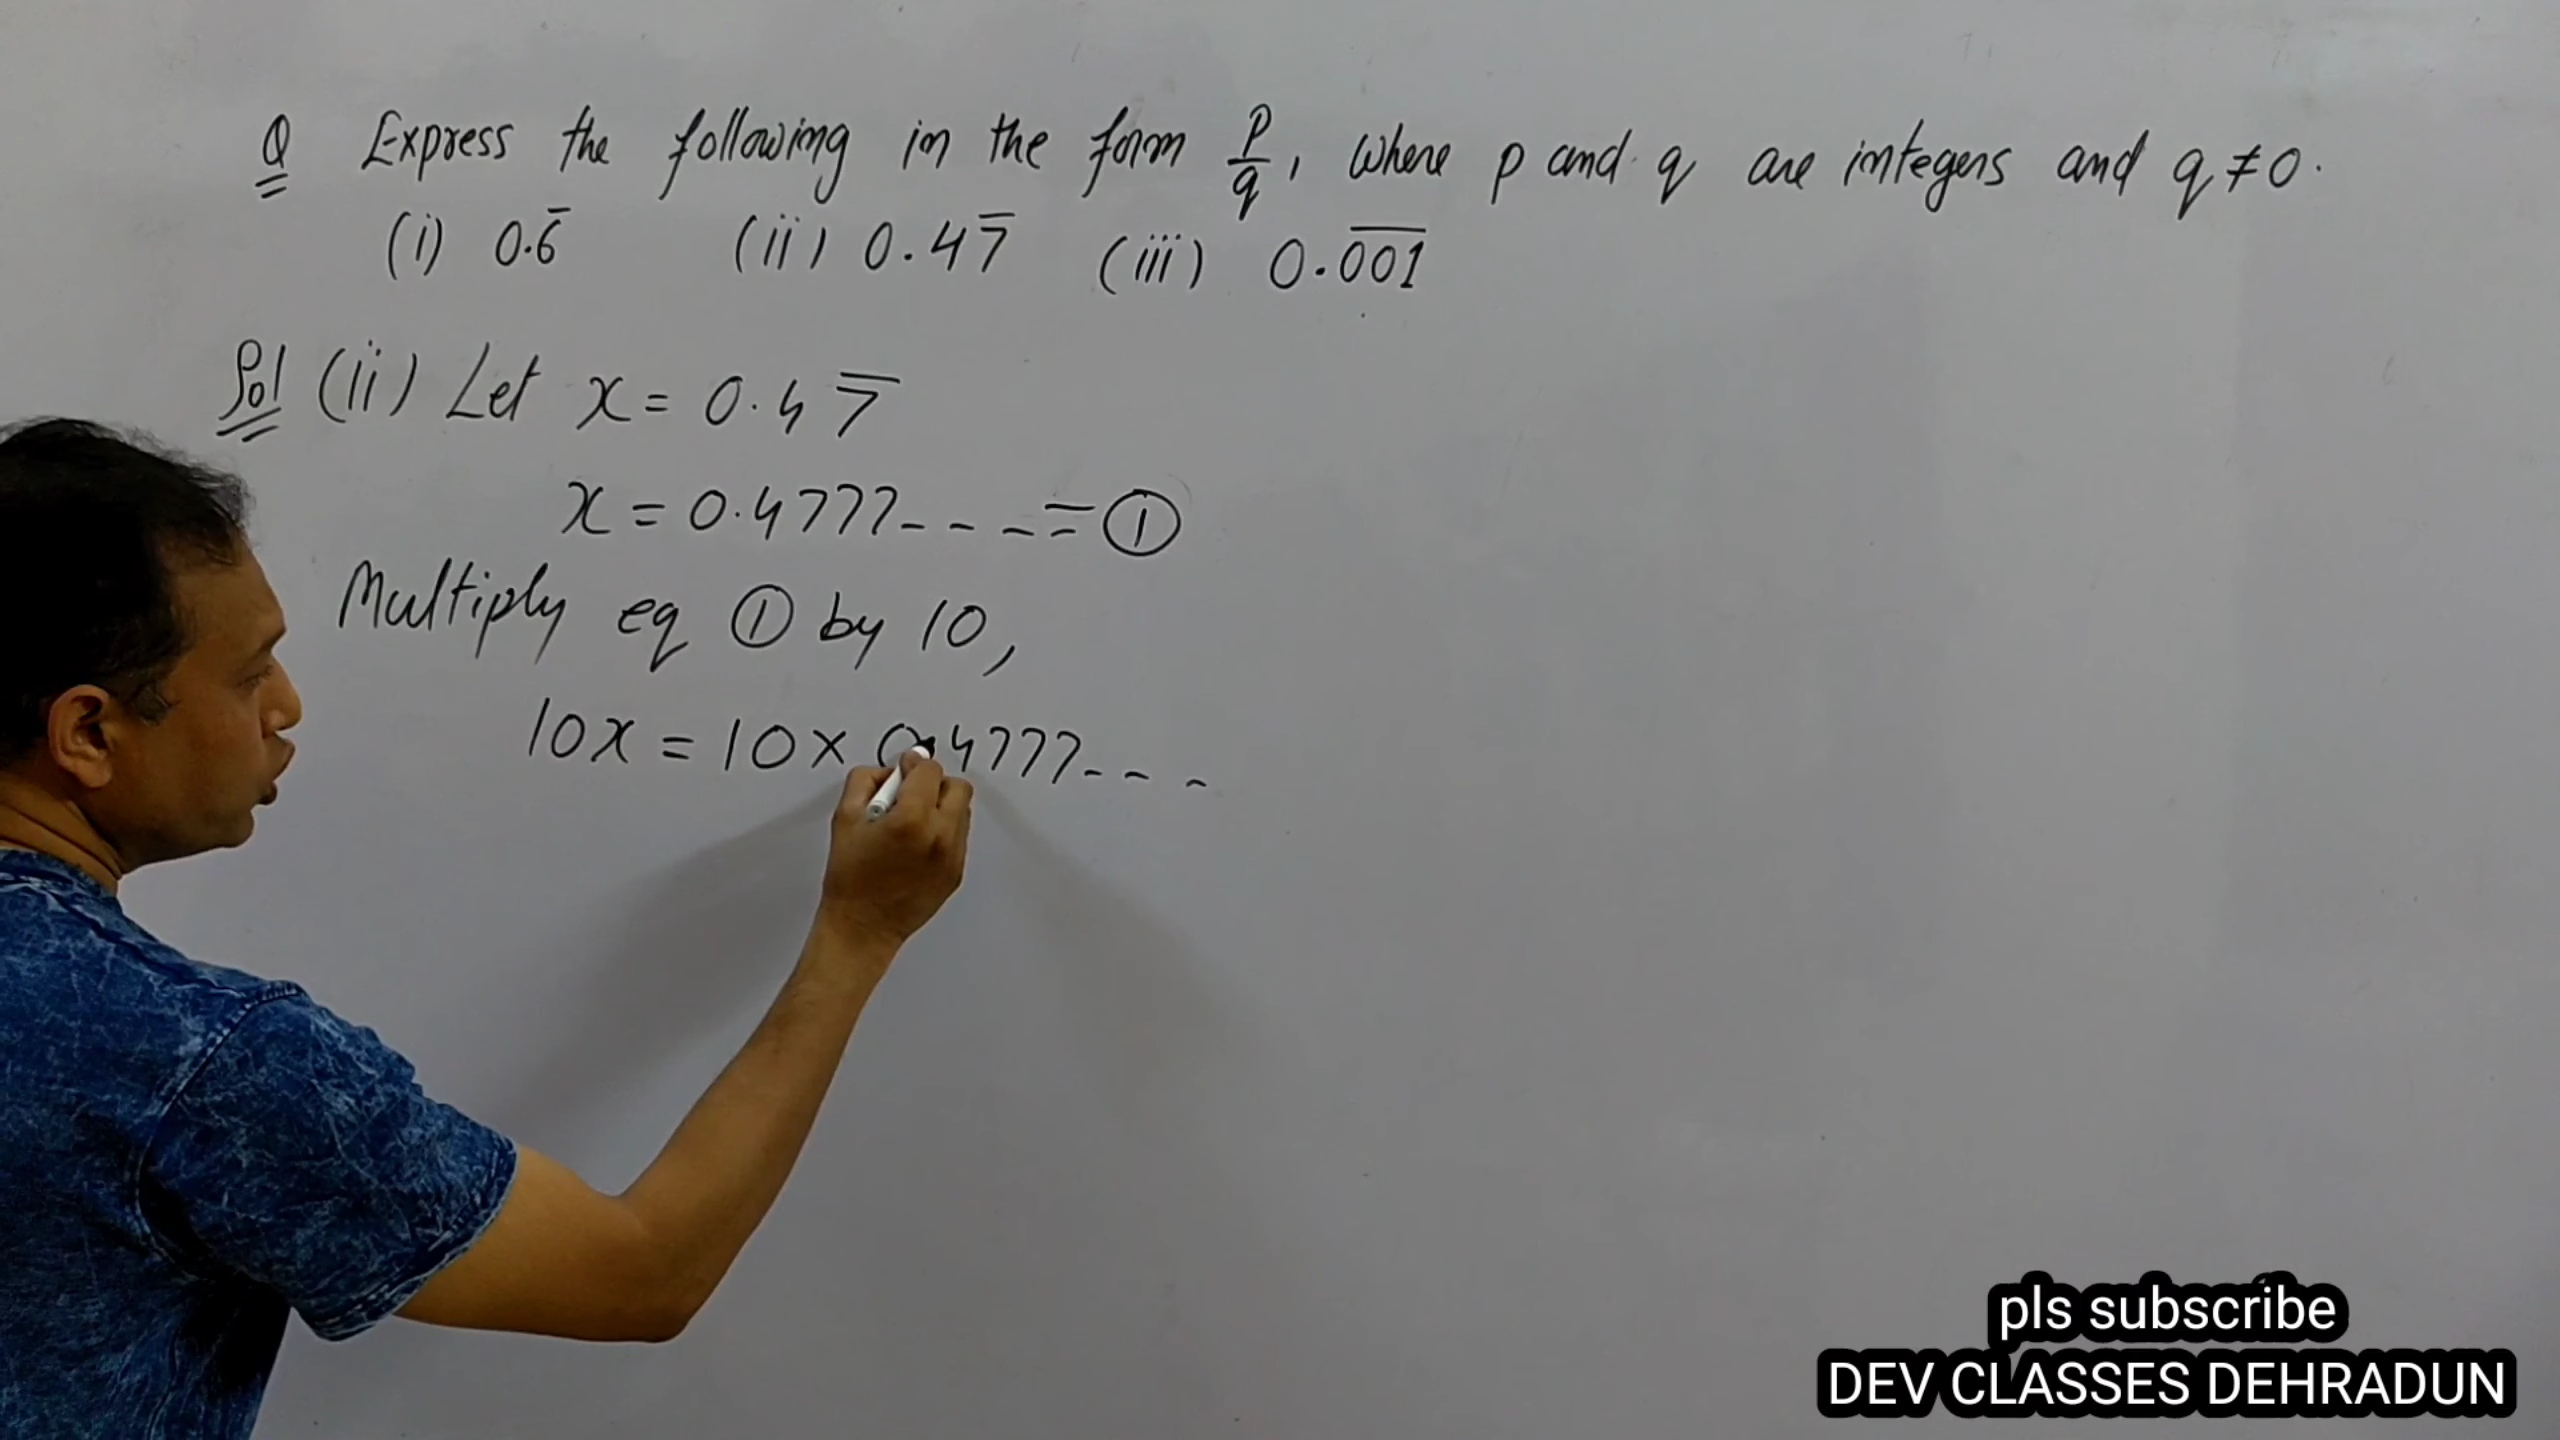 Q Express the following in the form p/q, where p and q are integers and q ≠ 0.
(i) 0.6̅ (ii) 0.47̅ (iii) 0.0̅0̅1̅
Sol (ii) Let x = 0.47̅
x = 0.4777- - - = ①
Multiply eq ① by 10,
10x = 10 × 0.4777- - -
pls subscribe
DEV CLASSES DEHRADUN